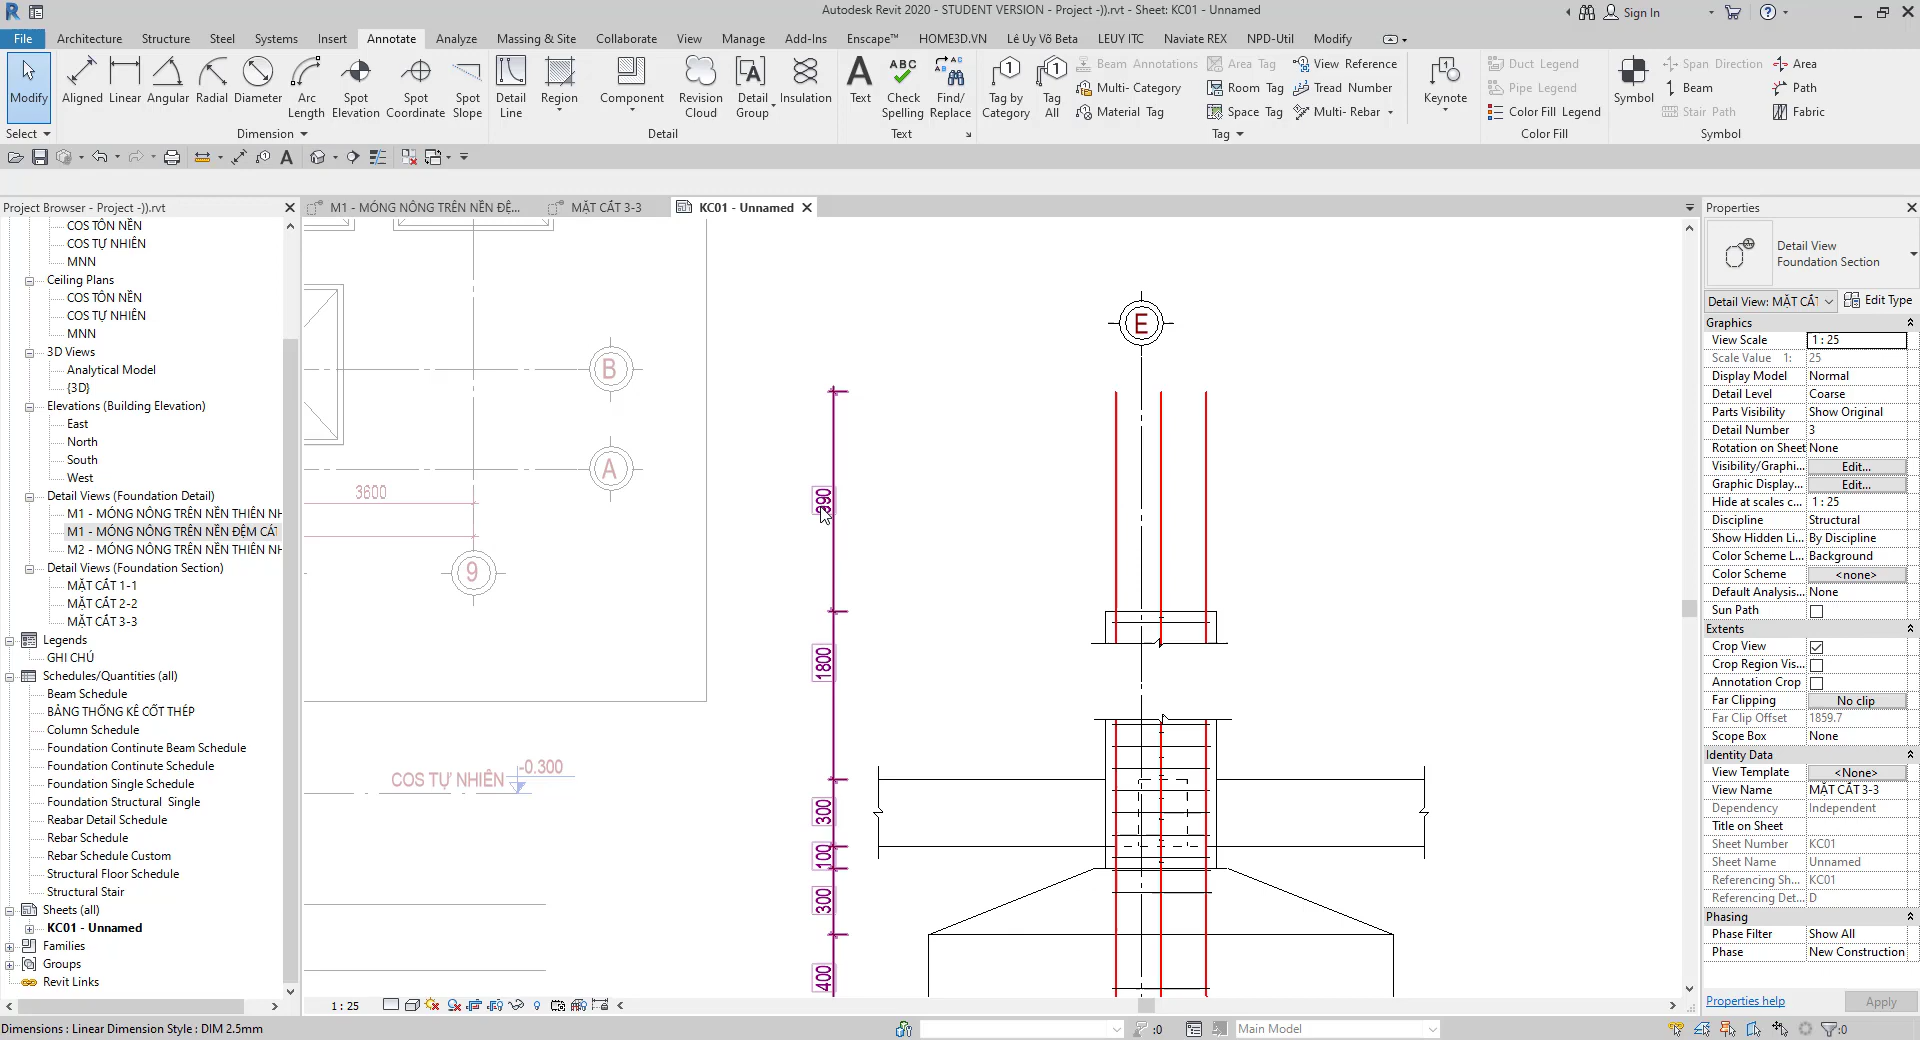 Autodesk Revit 2020 - STUDENT VERSION - Project -)).rvt - Sheet: KC01 - Unnamed
Sign In
File Architecture Structure Steel Systems Insert Annotate Analyze Massing & Site Collaborate View Manage Add-Ins Enscape™ HOME3D.VN Lê Uy Võ Beta LEUY ITC Naviate REX NPD-Util Modify
Modify
Select
Aligned Linear Angular Radial Diameter Arc Length Spot Elevation Spot Coordinate Spot Slope
Dimension
Detail Line Region Component Revision Cloud Detail Group Insulation
Detail
Text Check Spelling Find/ Replace
Text
Tag by Category Tag All
Beam Annotations Area Tag View Reference
Multi- Category Room Tag Tread Number
Material Tag Space Tag Multi-Rebar
Tag
Keynote
Duct Legend
Pipe Legend
Color Fill Legend
Color Fill
Symbol Span Direction Area
Beam Path
Stair Path Fabric
Symbol
Project Browser - Project -)).rvt
COS TÔN NỀN
COS TỰ NHIÊN
MNN
Ceiling Plans
COS TÔN NỀN
COS TỰ NHIÊN
MNN
3D Views
Analytical Model
{3D}
Elevations (Building Elevation)
East
North
South
West
Detail Views (Foundation Detail)
M1 - MÓNG NÔNG TRÊN NỀN THIÊN NH
M1 - MÓNG NÔNG TRÊN NỀN ĐỆM CÁT
M2 - MÓNG NÔNG TRÊN NỀN THIÊN NH
Detail Views (Foundation Section)
MẶT CẮT 1-1
MẶT CẮT 2-2
MẶT CẮT 3-3
Legends
GHI CHÚ
Schedules/Quantities (all)
Beam Schedule
BẢNG THỐNG KÊ CỐT THÉP
Column Schedule
Foundation Continute Beam Schedule
Foundation Continute Schedule
Foundation Single Schedule
Foundation Structural Single
Reabar Detail Schedule
Rebar Schedule
Rebar Schedule Custom
Structural Floor Schedule
Structural Stair
Sheets (all)
KC01 - Unnamed
Families
Groups
Revit Links
M1 - MÓNG NÔNG TRÊN NỀN ĐỆ...
MẶT CẮT 3-3
KC01 - Unnamed
B
A
3600
9
COS TỰ NHIÊN
-0.300
E
1800
300
100
300
400
1 : 25
Properties
Detail View
Foundation Section
Detail View: MẶT CẮT
Edit Type
Graphics
View Scale 1 : 25
Scale Value 1: 25
Display Model Normal
Detail Level Coarse
Parts Visibility Show Original
Detail Number 3
Rotation on Sheet None
Visibility/Graphi... Edit...
Graphic Display... Edit...
Hide at scales c... 1 : 25
Discipline Structural
Show Hidden Li... By Discipline
Color Scheme L... Background
Color Scheme <none>
Default Analysis... None
Sun Path
Extents
Crop View
Crop Region Vis...
Annotation Crop
Far Clipping No clip
Far Clip Offset 1859.7
Scope Box None
Identity Data
View Template <None>
View Name MẶT CẮT 3-3
Dependency Independent
Title on Sheet
Sheet Number KC01
Sheet Name Unnamed
Referencing Sh... KC01
Referencing Det... D
Phasing
Phase Filter Show All
Phase New Construction
Properties help Apply
Dimensions : Linear Dimension Style : DIM 2.5mm
:0
Main Model
:0